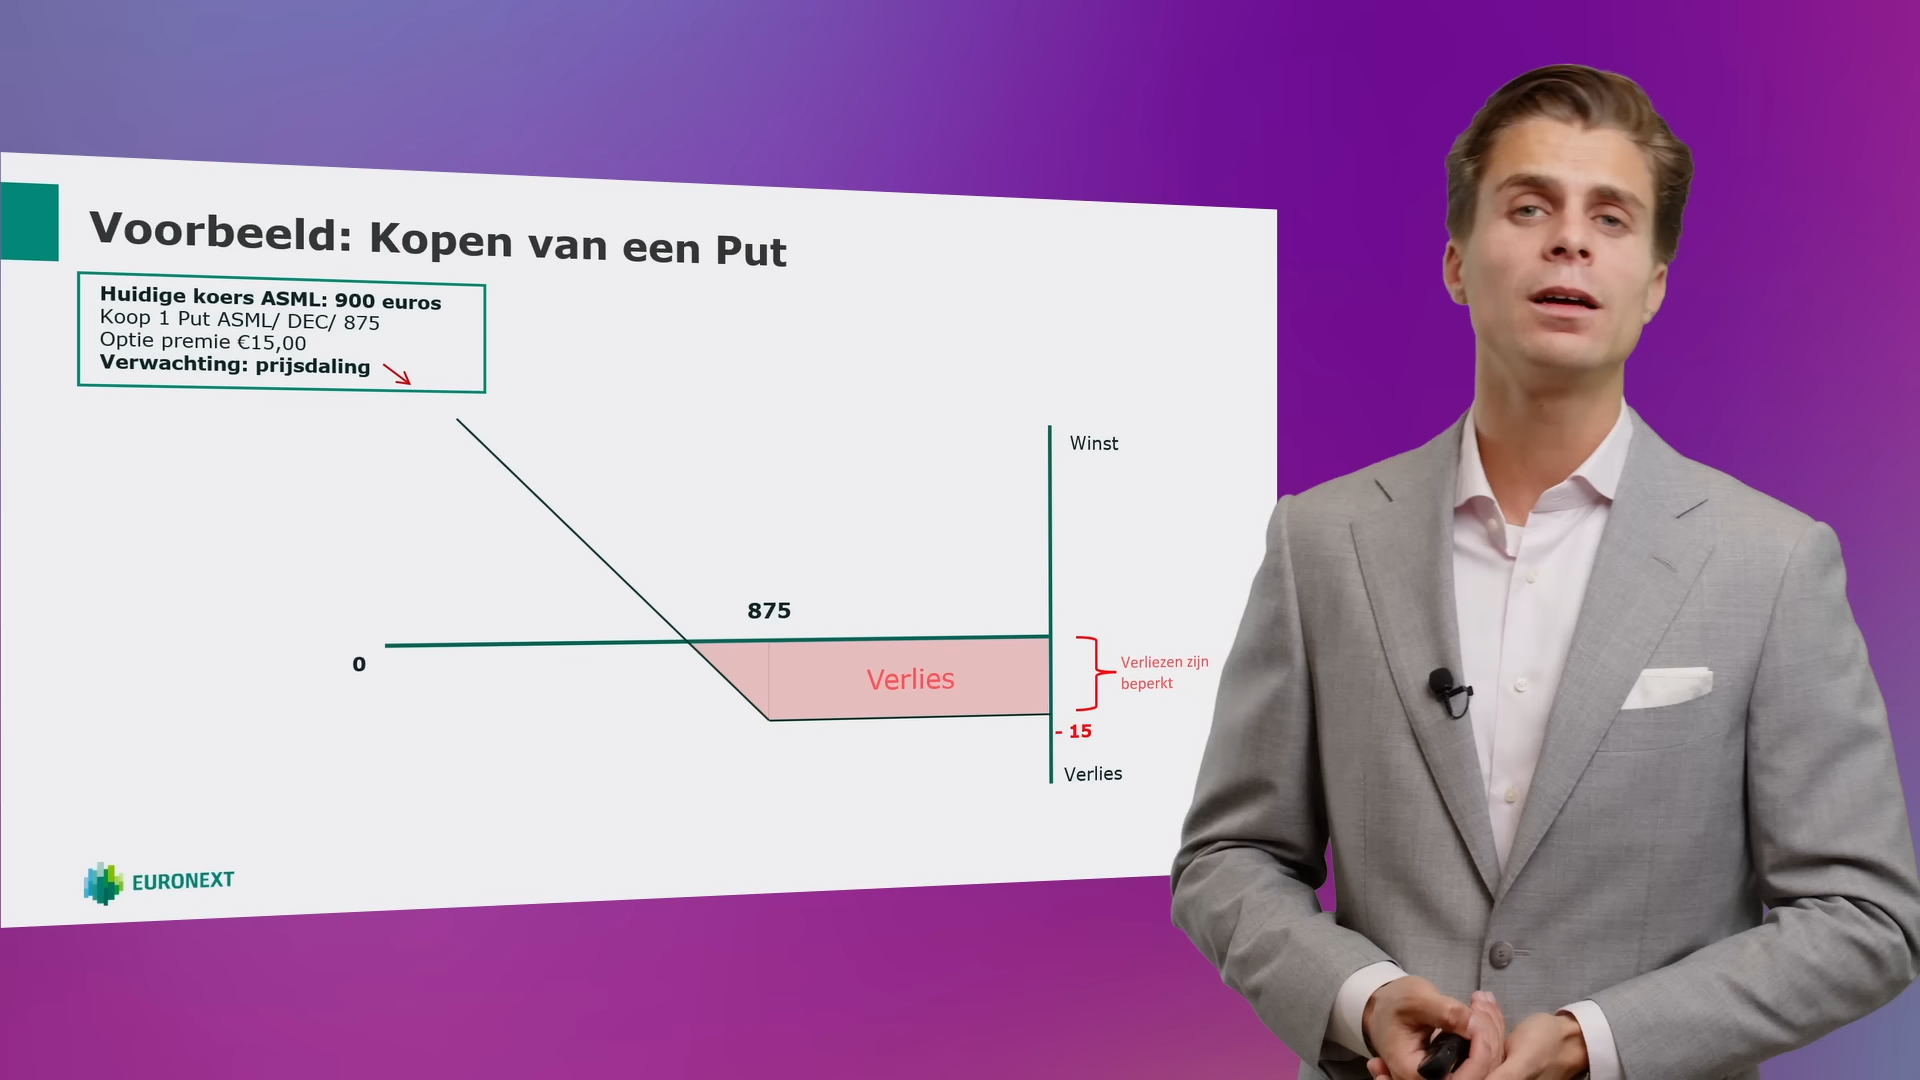 Voorbeeld: Kopen van een Put
Huidige koers ASML: 900 euros
Koop 1 Put ASML/ DEC/ 875
Optie premie €15,00
Verwachting: prijsdaling
Winst
875
0
Verlies
Verliezen zijn
beperkt
- 15
Verlies
EURONEXT